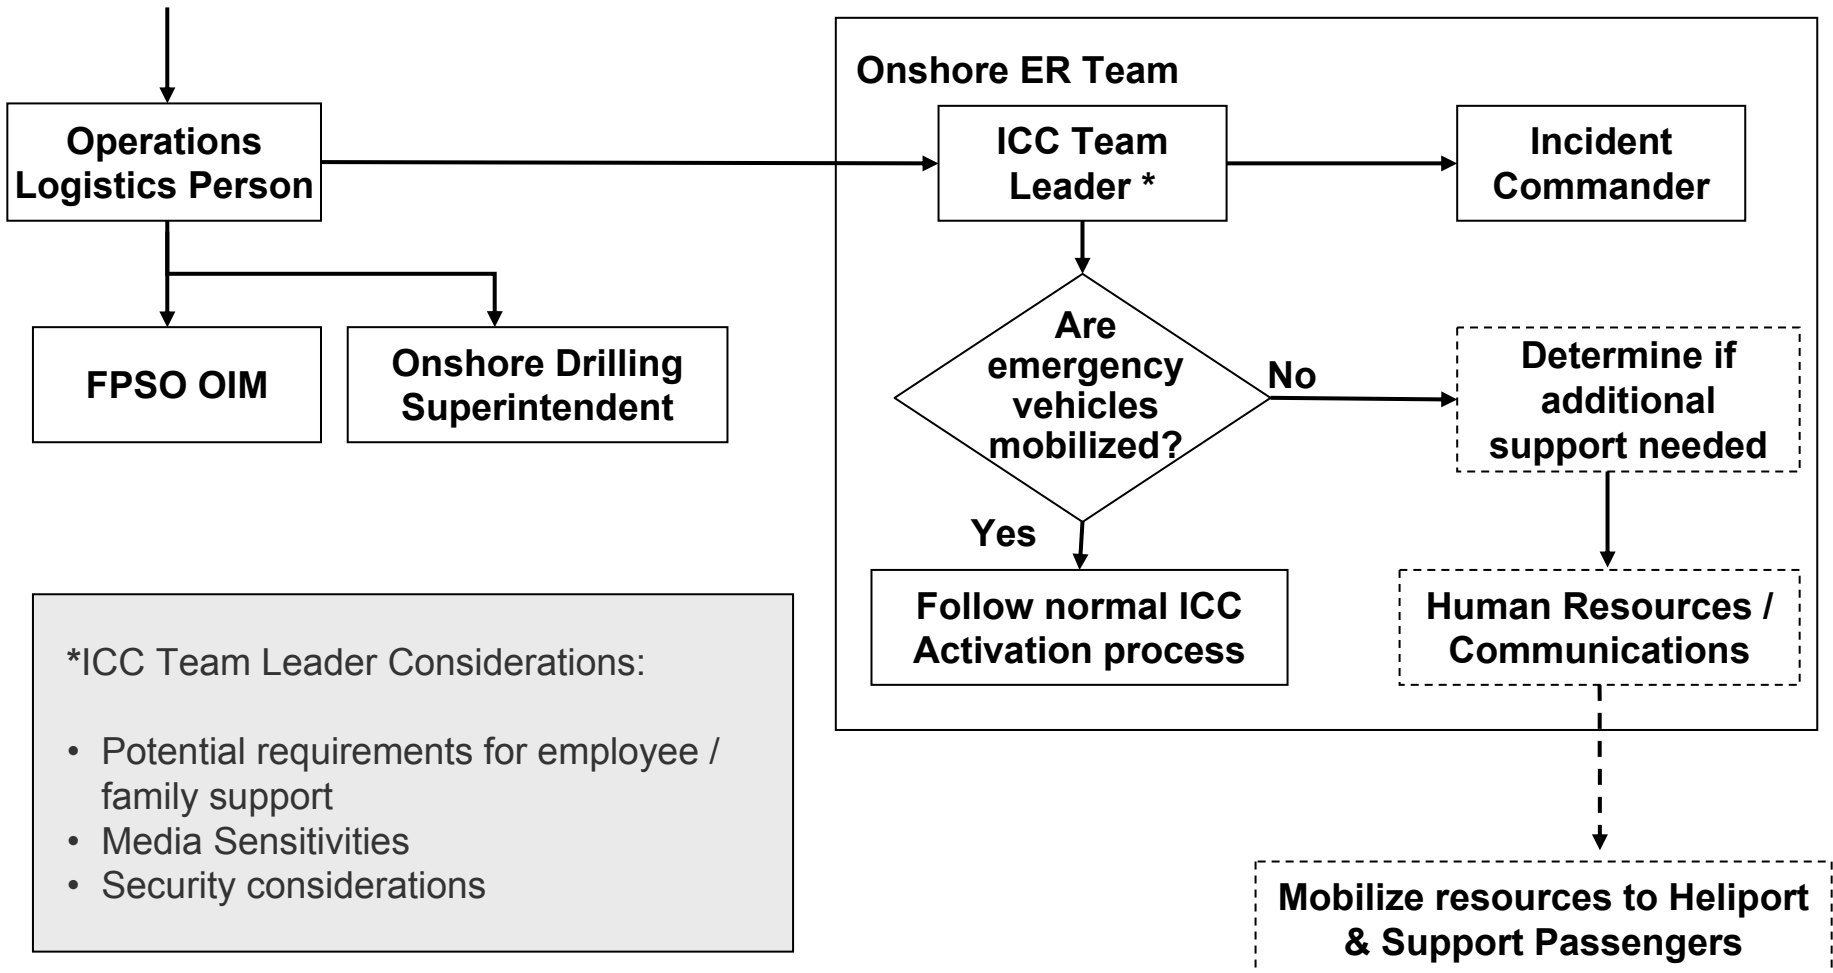 Onshore ER Team
Operations
Logistics Person
ICC Team
Leader *
Incident
Commander
FPSO OIM
Onshore Drilling
Superintendent
Are
emergency
vehicles
mobilized?
No
Determine if
additional
support needed
Yes
Follow normal ICC
Activation process
Human Resources /
Communications
*ICC Team Leader Considerations:
• Potential requirements for employee /
family support
• Media Sensitivities
• Security considerations
Mobilize resources to Heliport
& Support Passengers